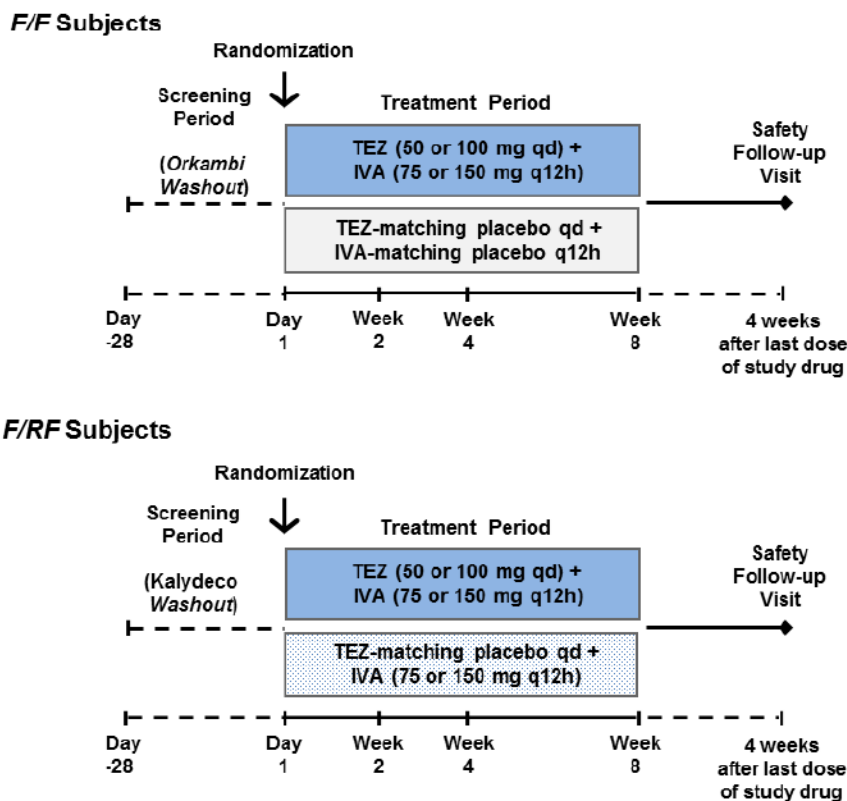 F/F Subjects
Randomization
Screening
Period
Treatment Period
(Orkambi
Washout)
TEZ (50 or 100 mg qd) +
IVA (75 or 150 mg q12h)
Safety
Follow-up
Visit
TEZ-matching placebo qd +
IVA-matching placebo q12h
Day
-28
Day
1
Week
2
Week
4
Week
8
4 weeks
after last dose
of study drug
F/RF Subjects
Randomization
Screening
Period
Treatment Period
(Kalydeco
Washout)
TEZ (50 or 100 mg qd) +
IVA (75 or 150 mg q12h)
Safety
Follow-up
Visit
TEZ-matching placebo qd +
IVA (75 or 150 mg q12h)
Day
-28
Day
1
Week
2
Week
4
Week
8
4 weeks
after last dose
of study drug